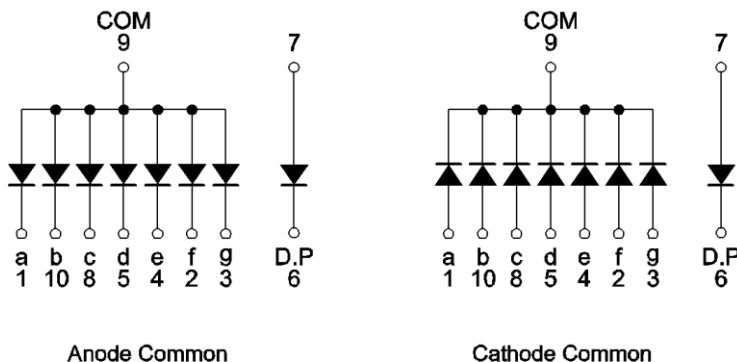 COM COM
9 7 9 7
a b c d e f g D.P a b c d e f g D.P
1 10 8 5 4 2 3 6 1 10 8 5 4 2 3 6
Anode Common Cathode Common